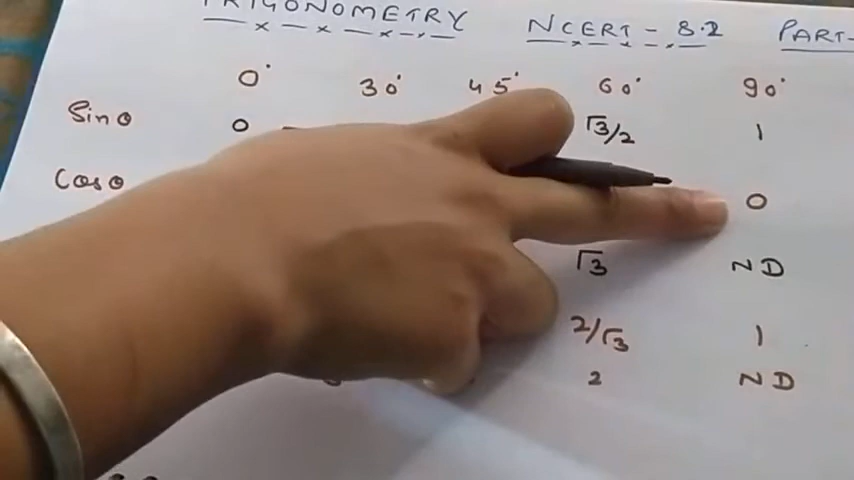 TRIGONOMETRY NCERT - 8.2 PART-
0° 30° 45° 60° 90°
Sinθ 0 √3/2 1
Cosθ 0
√3 ND
2/√3 1
2 ND